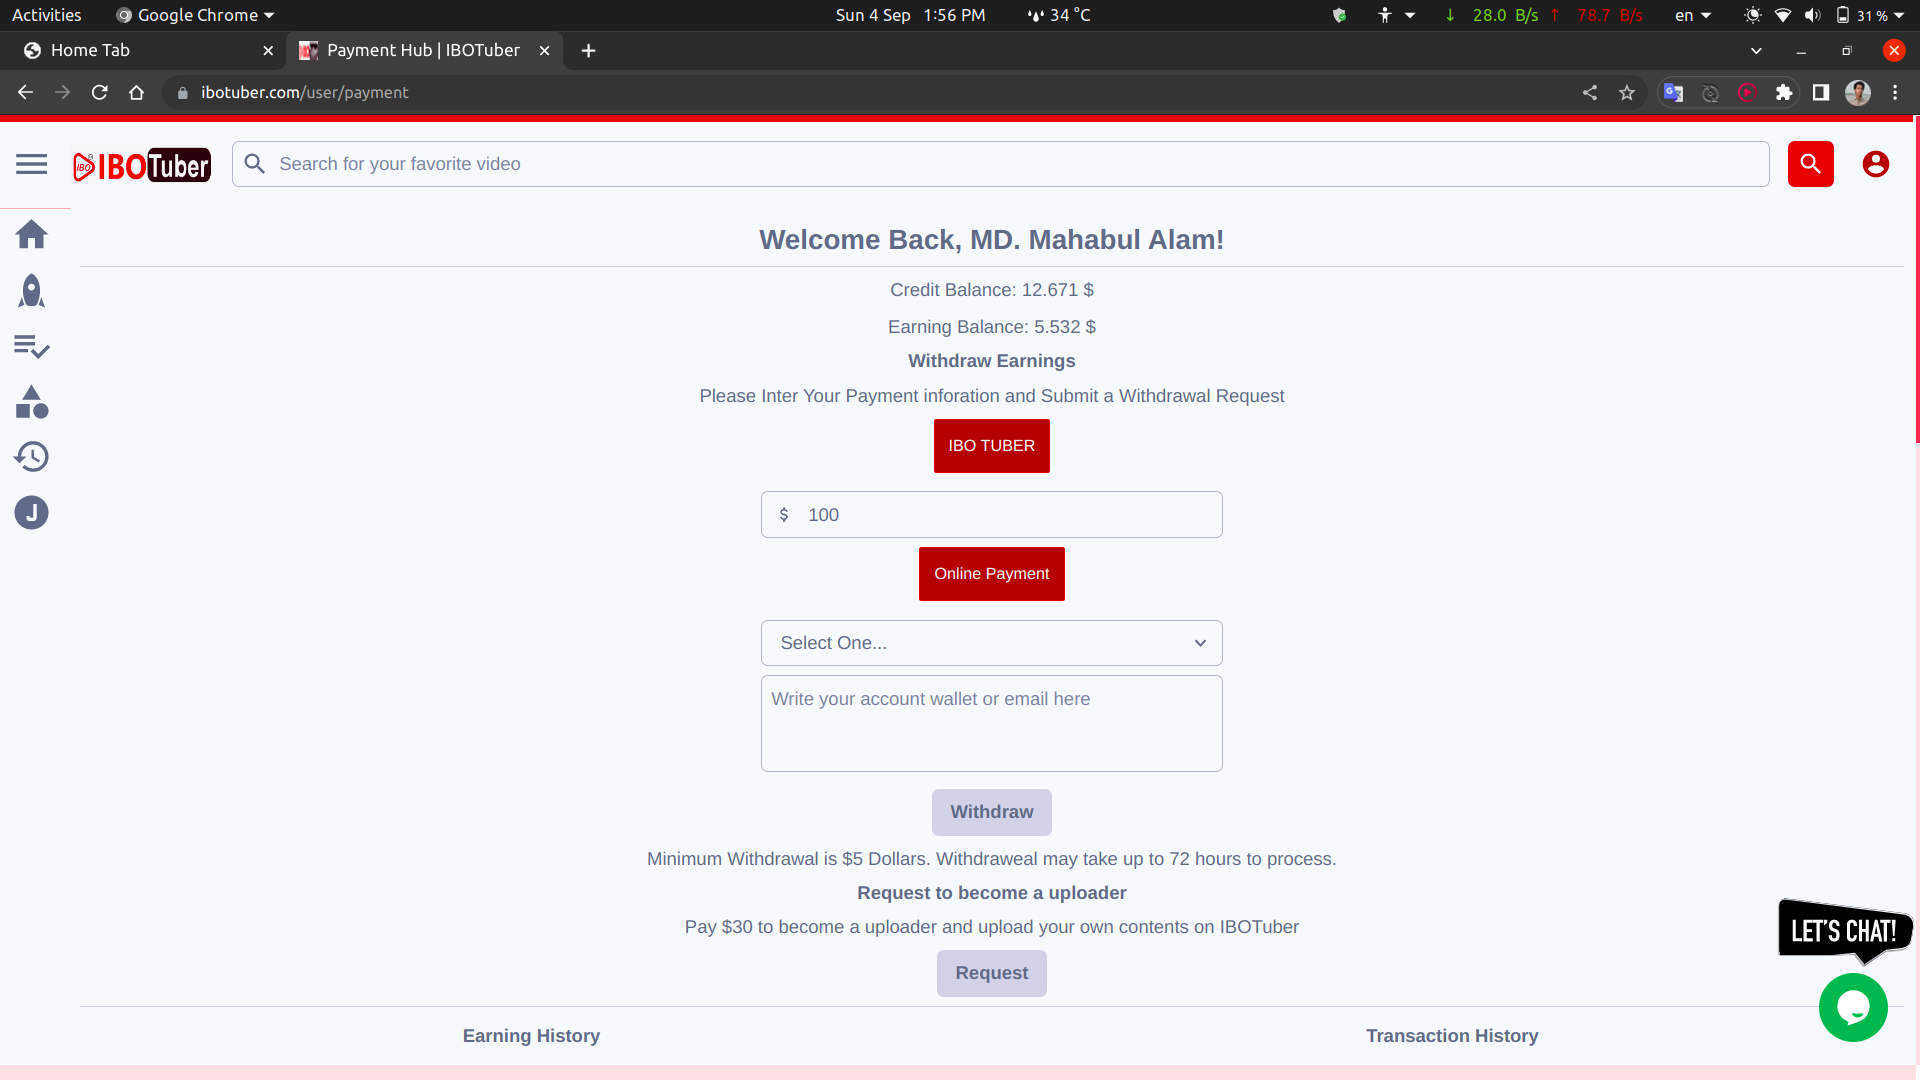 Activities Google Chrome Sun 4 Sep 1:56 PM 34 °C ↓ 28.0 B/s ↑ 78.7 B/s en 31 %
Home Tab Payment Hub | IBOTuber
ibotuber.com/user/payment
IBO IBOTuber Search for your favorite video
Welcome Back, MD. Mahabul Alam!
Credit Balance: 12.671 $
Earning Balance: 5.532 $
Withdraw Earnings
Please Inter Your Payment inforation and Submit a Withdrawal Request
IBO TUBER
$ 100
J
Online Payment
Select One...
Write your account wallet or email here
Withdraw
Minimum Withdrawal is $5 Dollars. Withdraweal may take up to 72 hours to process.
Request to become a uploader
Pay $30 to become a uploader and upload your own contents on IBOTuber
LET'S CHAT!
Request
Earning History Transaction History